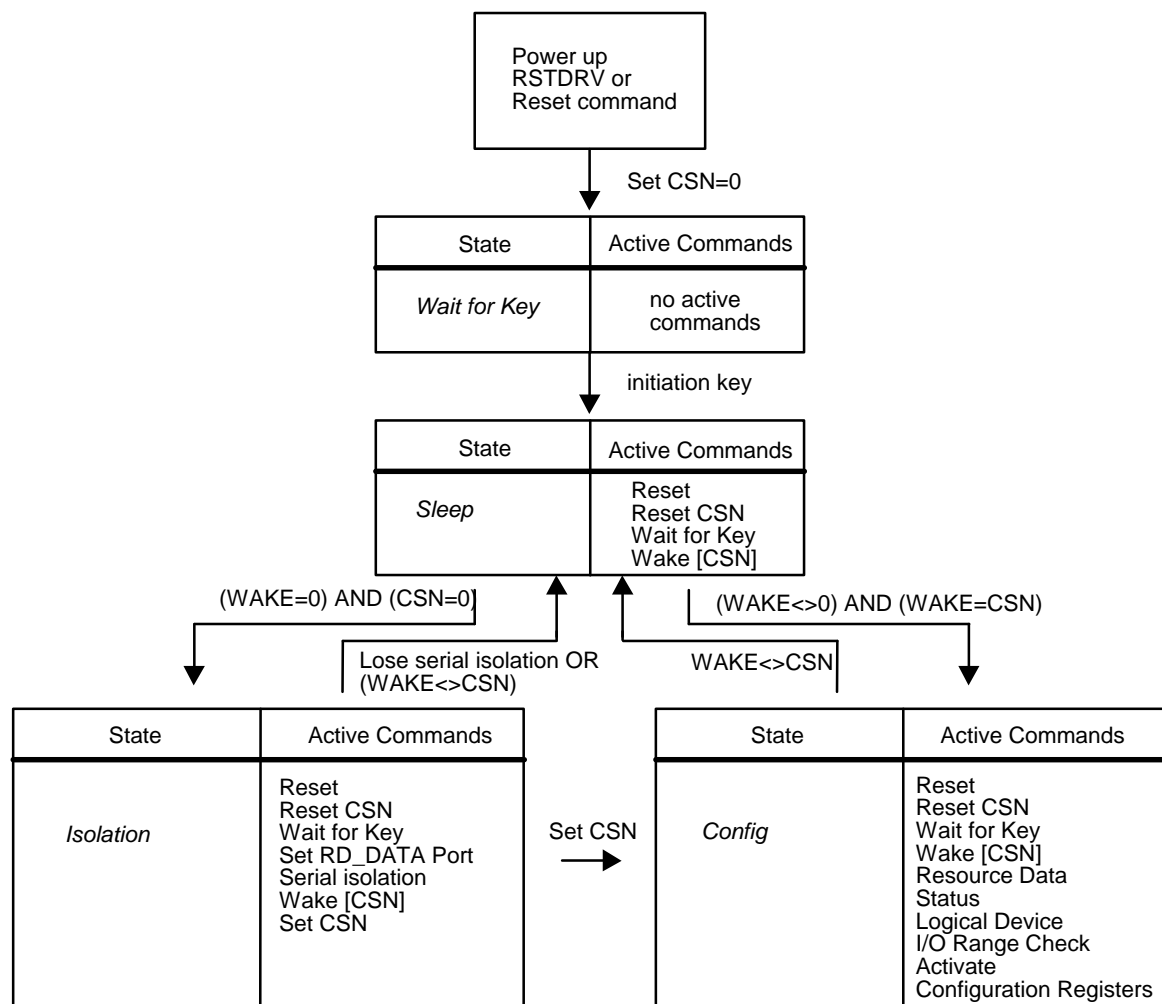 Power up
RSTDRV or
Reset command
Set CSN=0
State
Active Commands
Wait for Key
no active
commands
initiation key
State
Active Commands
Sleep
Reset
Reset CSN
Wait for Key
Wake [CSN]
(WAKE=0) AND (CSN=0)
(WAKE<>0) AND (WAKE=CSN)
Lose serial isolation OR
(WAKE<>CSN)
WAKE<>CSN
State
Active Commands
Isolation
Reset
Reset CSN
Wait for Key
Set RD_DATA Port
Serial isolation
Wake [CSN]
Set CSN
Set CSN
State
Active Commands
Config
Reset
Reset CSN
Wait for Key
Wake [CSN]
Resource Data
Status
Logical Device
I/O Range Check
Activate
Configuration Registers